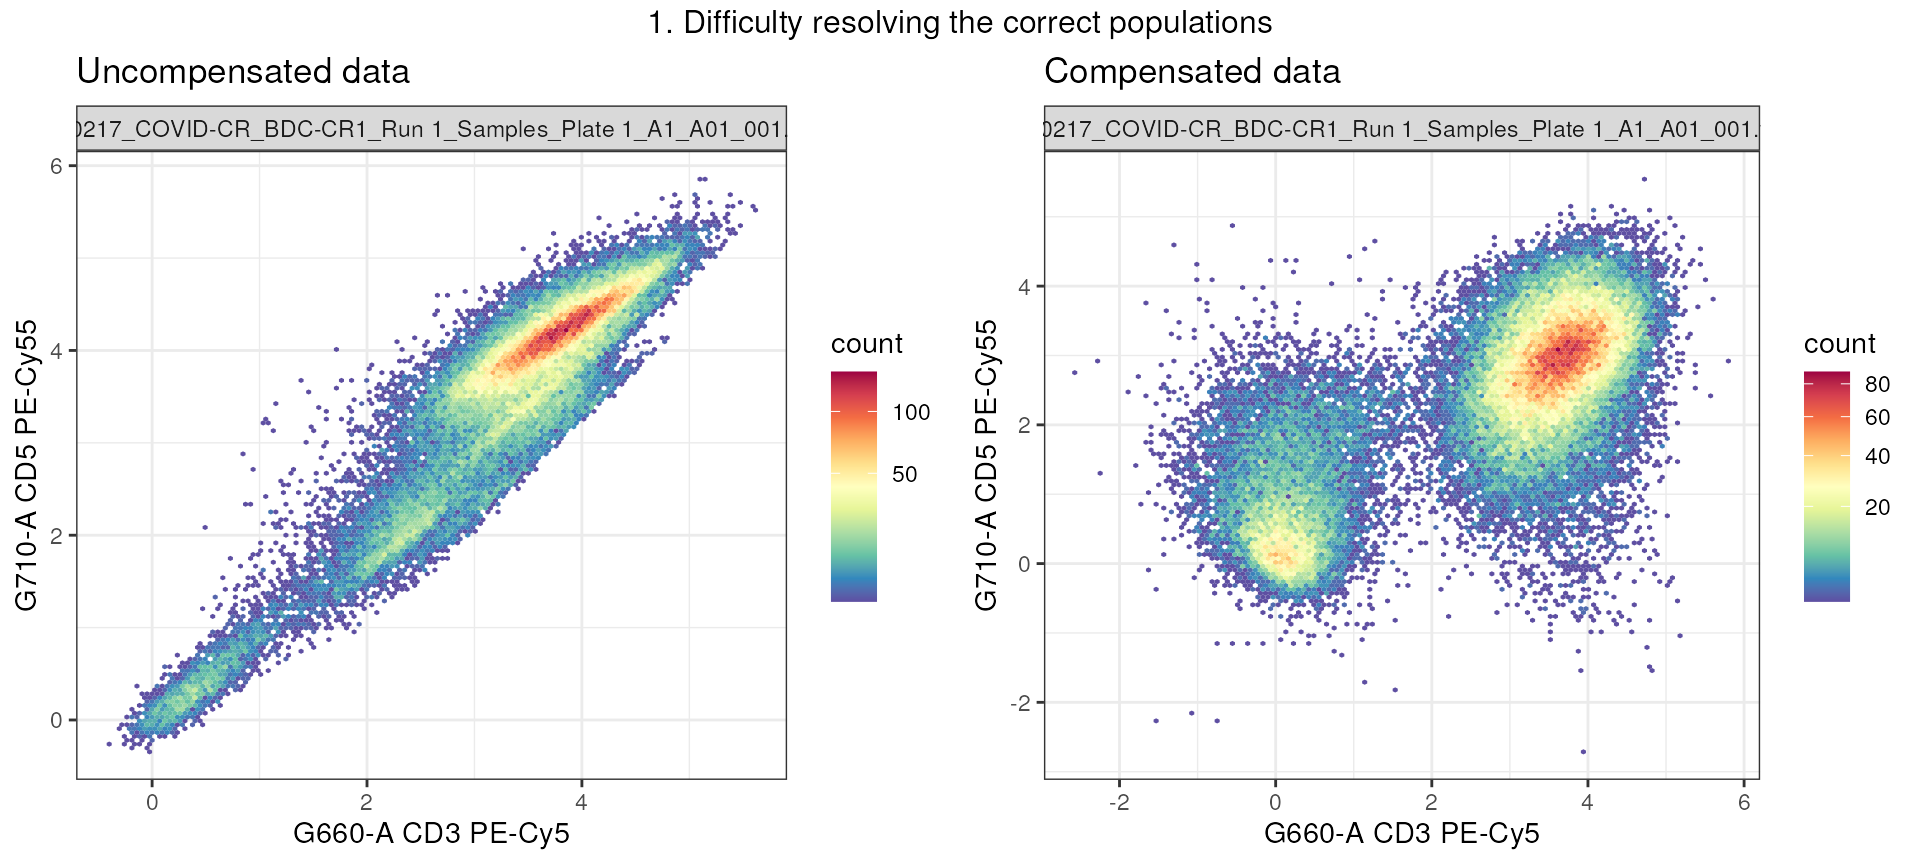 1. Difficulty resolving the correct populations
Uncompensated data
0217_COVID-CR_BDC-CR1_Run 1_Samples_Plate 1_A1_A01_001.
6
4
2
0
0
2
4
G710-A CD5 PE-Cy55
G660-A CD3 PE-Cy5
count
100
50
Compensated data
0217_COVID-CR_BDC-CR1_Run 1_Samples_Plate 1_A1_A01_001.
4
2
0
-2
-2
0
2
4
6
G710-A CD5 PE-Cy55
G660-A CD3 PE-Cy5
count
80
60
40
20